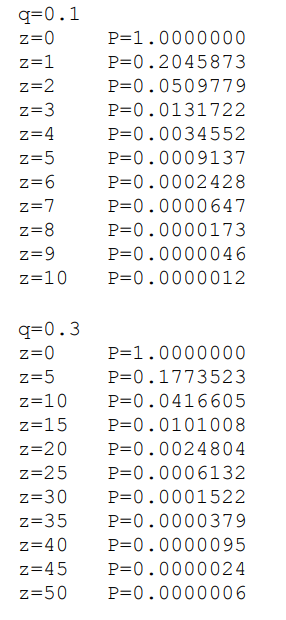 q=0.1
z=0 P=1.0000000
z=1 P=0.2045873
z=2 P=0.0509779
z=3 P=0.0131722
z=4 P=0.0034552
z=5 P=0.0009137
z=6 P=0.0002428
z=7 P=0.0000647
z=8 P=0.0000173
z=9 P=0.0000046
z=10 P=0.0000012
q=0.3
z=0 P=1.0000000
z=5 P=0.1773523
z=10 P=0.0416605
z=15 P=0.0101008
z=20 P=0.0024804
z=25 P=0.0006132
z=30 P=0.0001522
z=35 P=0.0000379
z=40 P=0.0000095
z=45 P=0.0000024
z=50 P=0.0000006